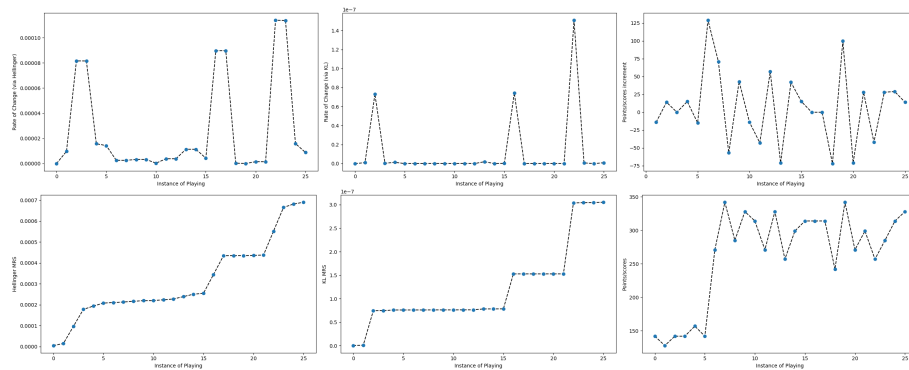 Rate of Change (via Hellinger)
0.00010
0.00008
0.00006
0.00004
0.00002
0.00000
0 5 10 15 20 25
Instance of Playing
1e−7
Rate of Change (via KL)
1.4
1.2
1.0
0.8
0.6
0.4
0.2
0.0
0 5 10 15 20 25
Instance of Playing
Points/scores increment
125
100
75
50
25
0
−25
−50
−75
0 5 10 15 20 25
Instance of Playing
Hellinger MRS
0.0007
0.0006
0.0005
0.0004
0.0003
0.0002
0.0001
0.0000
0 5 10 15 20 25
Instance of Playing
1e−7
KL MRS
3.0
2.5
2.0
1.5
1.0
0.5
0.0
0 5 10 15 20 25
Instance of Playing
Points/scores
350
300
250
200
150
0 5 10 15 20 25
Instance of Playing